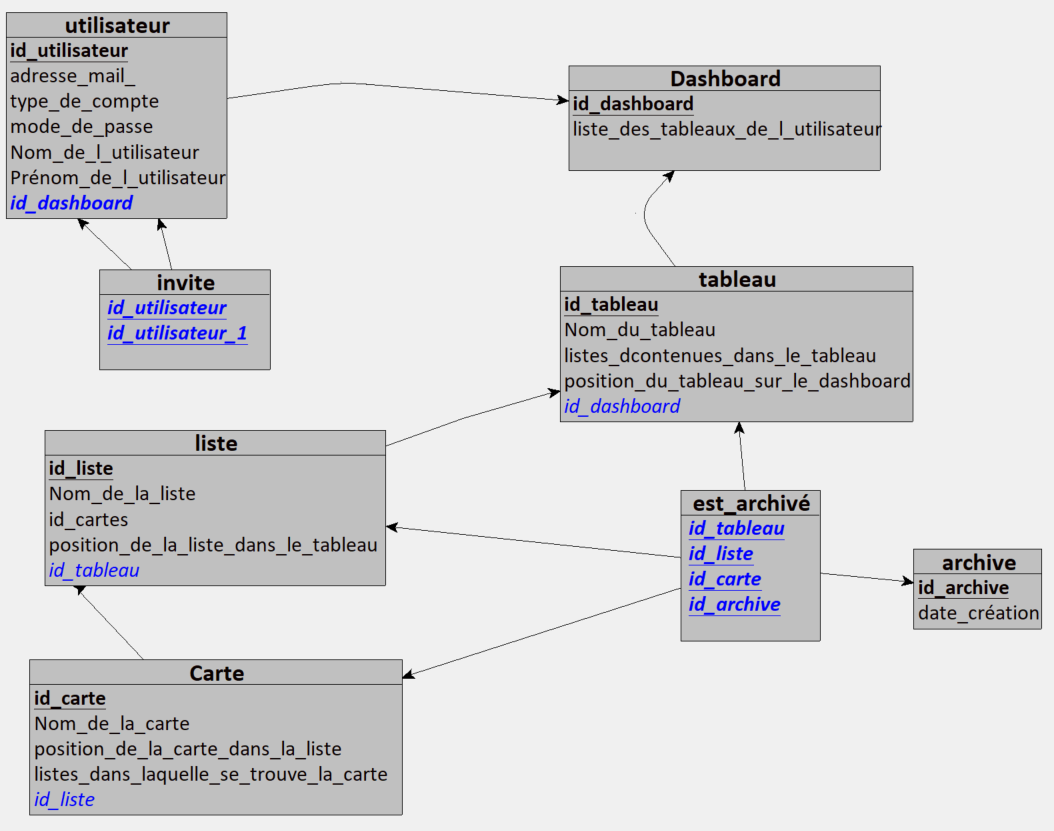 utilisateur
id_utilisateur
adresse_mail_
type_de_compte
mode_de_passe
Nom_de_l_utilisateur
Prénom_de_l_utilisateur
id_dashboard
Dashboard
id_dashboard
liste_des_tableaux_de_l_utilisateur
invite
id_utilisateur
id_utilisateur_1
tableau
id_tableau
Nom_du_tableau
listes_dcontenues_dans_le_tableau
position_du_tableau_sur_le_dashboard
id_dashboard
liste
id_liste
Nom_de_la_liste
id_cartes
position_de_la_liste_dans_le_tableau
id_tableau
est_archivé
id_tableau
id_liste
id_carte
id_archive
archive
id_archive
date_création
Carte
id_carte
Nom_de_la_carte
position_de_la_carte_dans_la_liste
listes_dans_laquelle_se_trouve_la_carte
id_liste